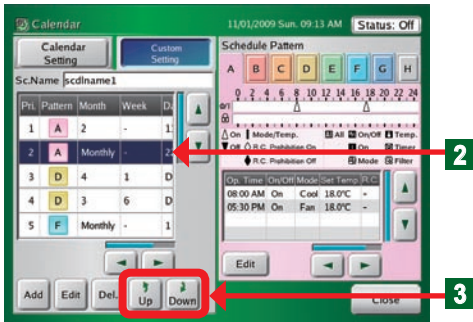 Calendar
11/01/2009 Sun. 09:13 AM
Status: Off
Calendar
Setting
Custom
Setting
Sc.Name scdlname1
Pri. Pattern Month Week Da
1 A 2 -
2 A Monthly -
3 D 4 1 D
4 D 3 6 D
5 F Monthly - 1
Add
Edit
Del.
Up
Down
Schedule Pattern
A B C D E F G H
0 2 4 6 8 10 12 14 16 18 20 22 24
On Mode/Temp. All On/Off Temp.
Off R.C. Prohibition On On Timer
R.C. Prohibition Off Mode Filter
Op. Time On/Off Mode Set Temp R.C
08:00 AM On Cool 18.0°C -
05:30 PM On Fan 18.0°C -
Edit
Close
2
3